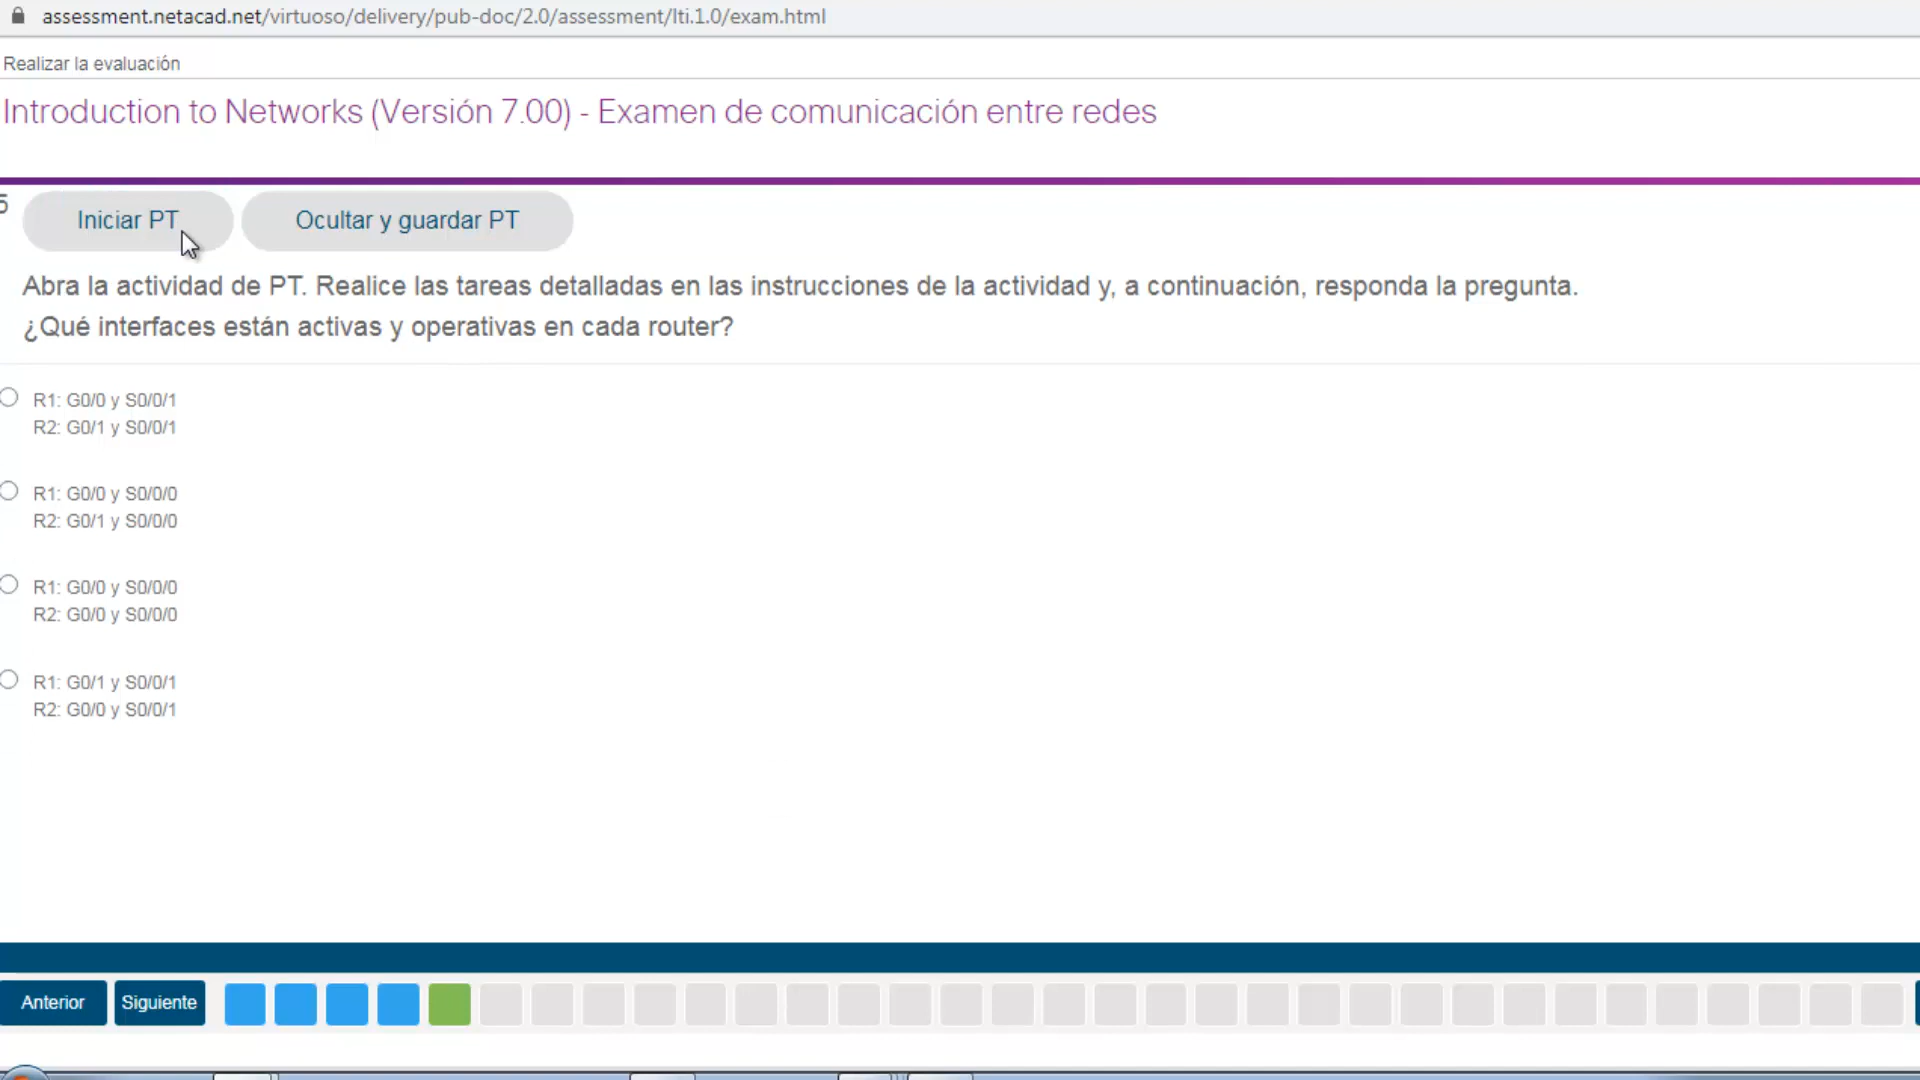 assessment.netacad.net/virtuoso/delivery/pub-doc/2.0/assessment/lti.1.0/exam.html
Realizar la evaluación
Introduction to Networks (Versión 7.00) - Examen de comunicación entre redes
5
Iniciar PT
Ocultar y guardar PT
Abra la actividad de PT. Realice las tareas detalladas en las instrucciones de la actividad y, a continuación, responda la pregunta.
¿Qué interfaces están activas y operativas en cada router?
R1: G0/0 y S0/0/1
R2: G0/1 y S0/0/1
R1: G0/0 y S0/0/0
R2: G0/1 y S0/0/0
R1: G0/0 y S0/0/0
R2: G0/0 y S0/0/0
R1: G0/1 y S0/0/1
R2: G0/0 y S0/0/1
Anterior
Siguiente